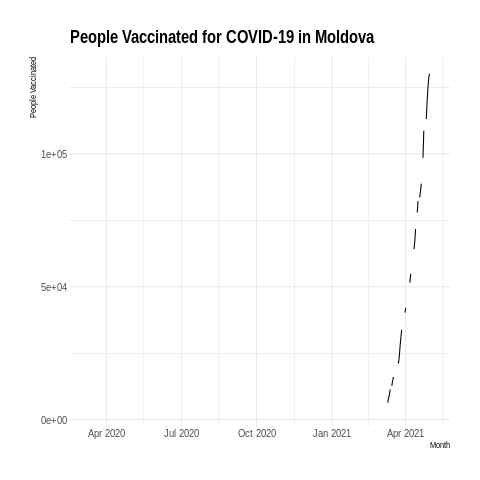 People Vaccinated for COVID-19 in Moldova
People Vaccinated
1e+05
5e+04
0e+00
Apr 2020 Jul 2020 Oct 2020 Jan 2021 Apr 2021
Month